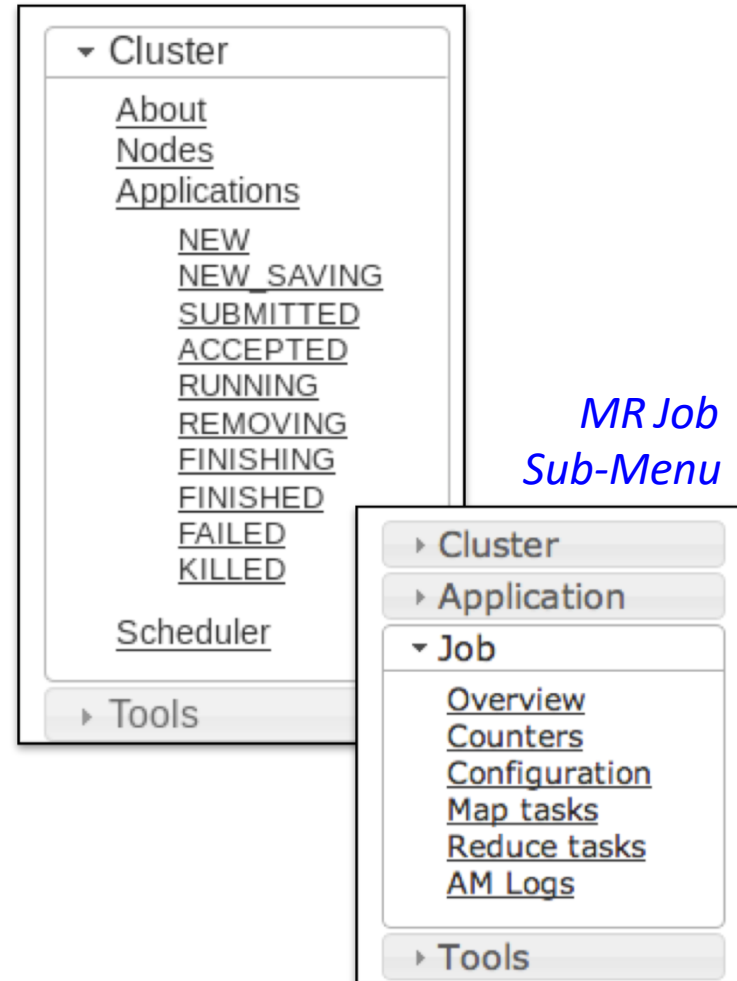 Cluster
About
Nodes
Applications
NEW
NEW_SAVING
SUBMITTED
ACCEPTED
RUNNING
REMOVING
FINISHING
FINISHED
FAILED
KILLED
Scheduler
Tools
MR Job
Sub-Menu
Cluster
Application
Job
Overview
Counters
Configuration
Map tasks
Reduce tasks
AM Logs
Tools